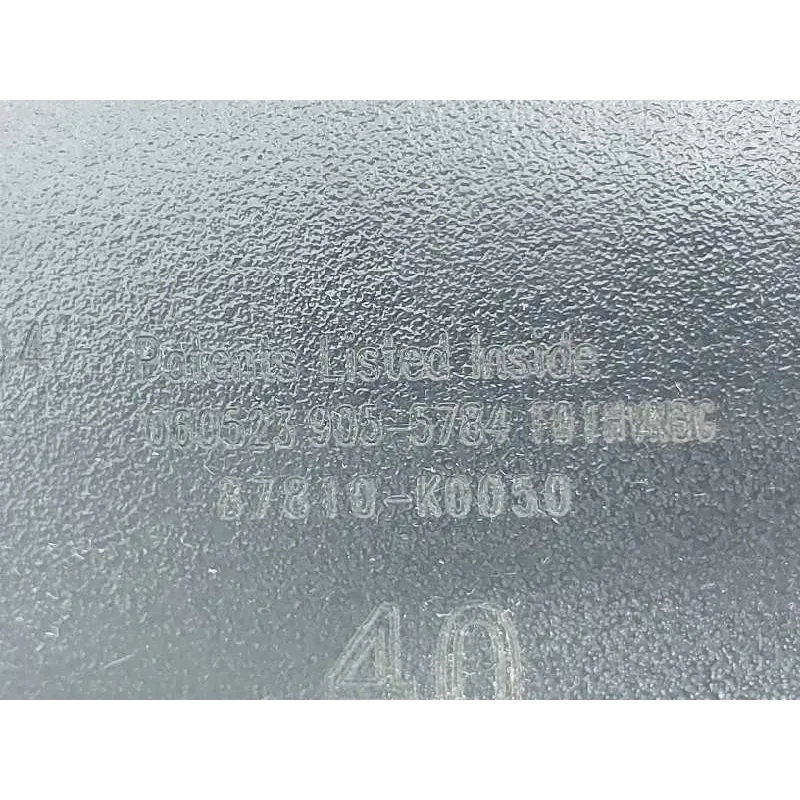 Patents Listed Inside
060523 905-5784
87810-K0050
40